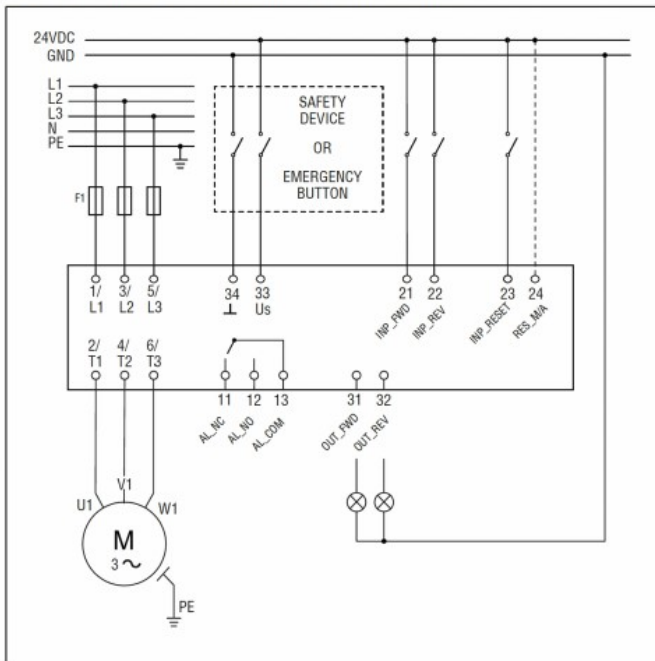 24VDC
GND
L1
L2
L3
N
PE
SAFETY
DEVICE
OR
EMERGENCY
BUTTON
F1
1/
L1
3/
L2
5/
L3
34
⊥
33
Us
21
INP_FWD
22
INP_REV
23
INP_RESET
24
RES_M/A
2/
T1
4/
T2
6/
T3
11
AL_NC
12
AL_NO
13
AL_COM
31
OUT_FWD
32
OUT_REV
U1
V1
W1
M
3~
PE